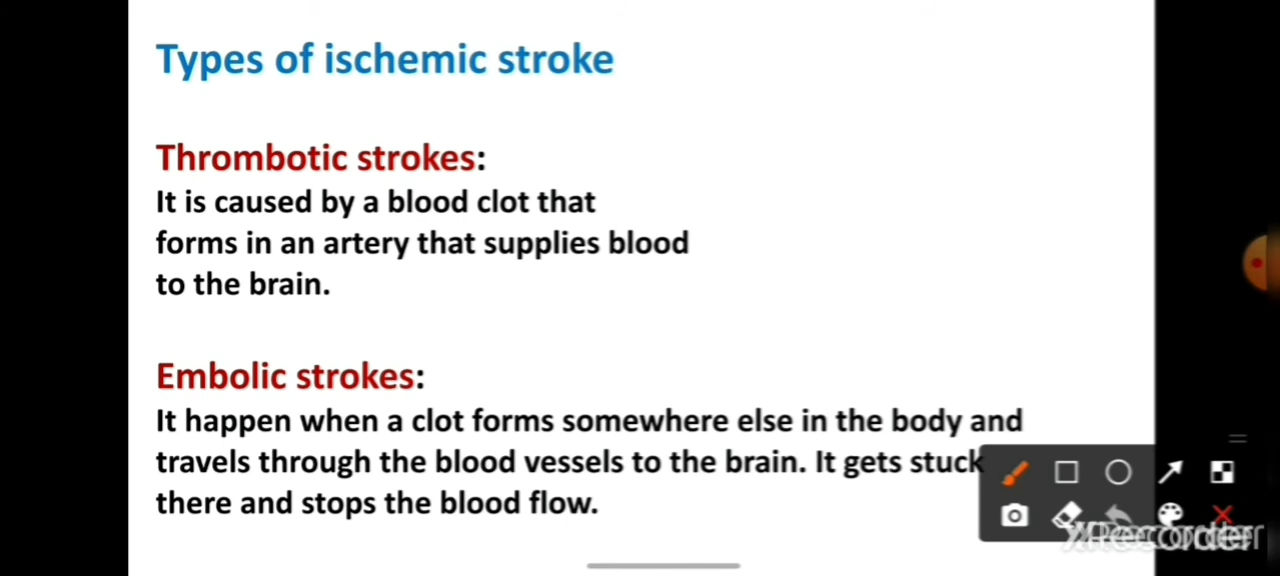 Types of ischemic stroke
Thrombotic strokes:
It is caused by a blood clot that
forms in an artery that supplies blood
to the brain.
Embolic strokes:
It happen when a clot forms somewhere else in the body and
travels through the blood vessels to the brain. It gets stuck
there and stops the blood flow.
XRecorder